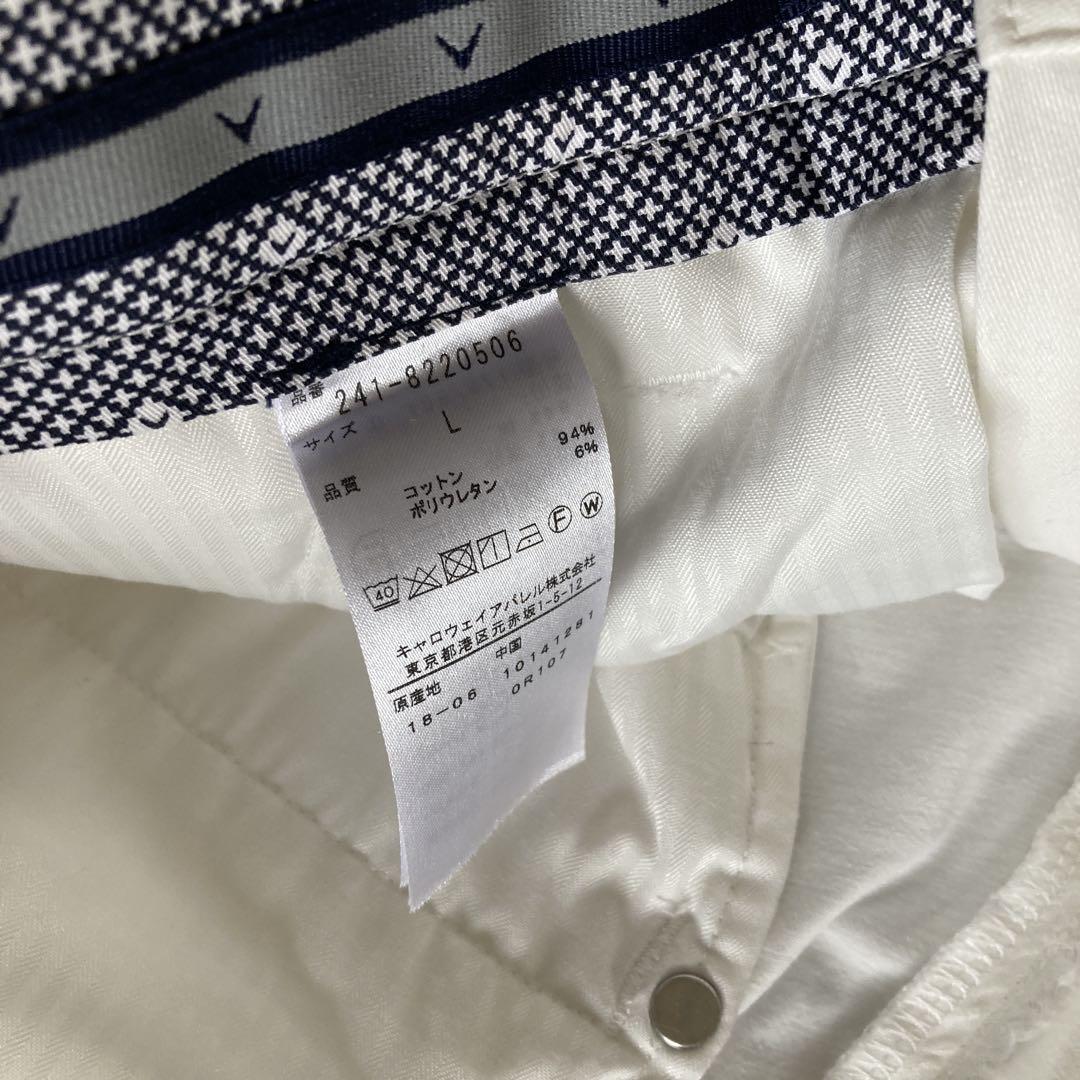 品番 241-8220506
サイズ L
品質 コットン 94%
ポリウレタン 6%
40 F W
キャロウェイアパレル株式会社
東京都港区元赤坂1-5-12
原産地 中国
18-06 10141281
0R107